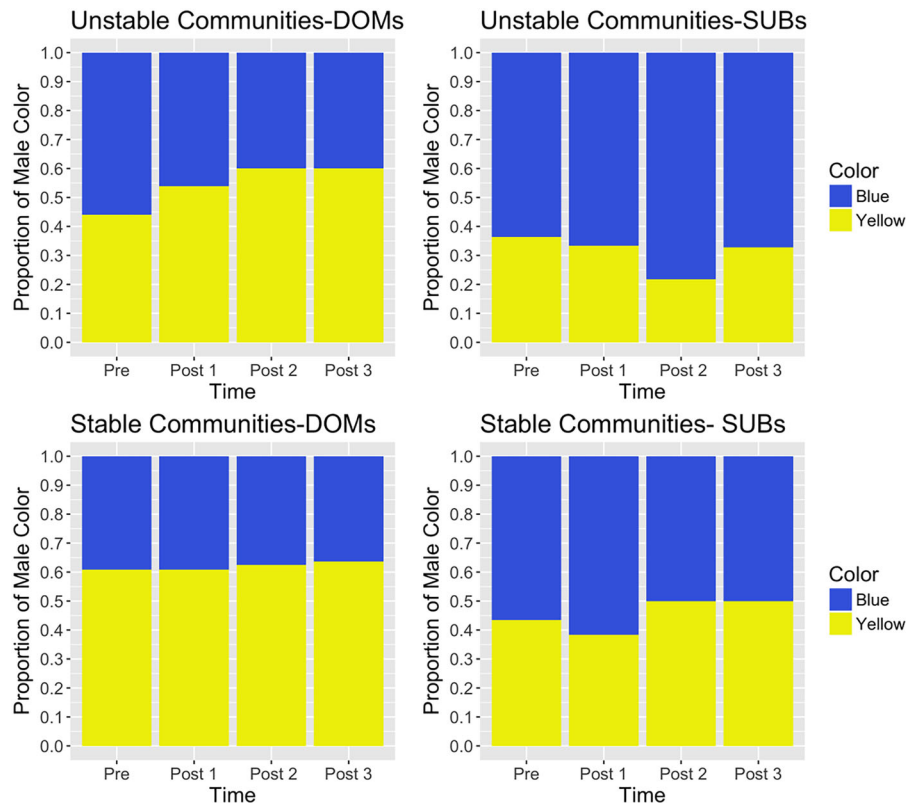 Unstable Communities-DOMs
Proportion of Male Color
1.0
0.9
0.8
0.7
0.6
0.5
0.4
0.3
0.2
0.1
0.0
Pre Post 1 Post 2 Post 3
Time
Unstable Communities-SUBs
Proportion of Male Color
1.0
0.9
0.8
0.7
0.6
0.5
0.4
0.3
0.2
0.1
0.0
Pre Post 1 Post 2 Post 3
Time
Color
Blue
Yellow
Stable Communities-DOMs
Proportion of Male Color
1.0
0.9
0.8
0.7
0.6
0.5
0.4
0.3
0.2
0.1
0.0
Pre Post 1 Post 2 Post 3
Time
Stable Communities- SUBs
Proportion of Male Color
1.0
0.9
0.8
0.7
0.6
0.5
0.4
0.3
0.2
0.1
0.0
Pre Post 1 Post 2 Post 3
Time
Color
Blue
Yellow